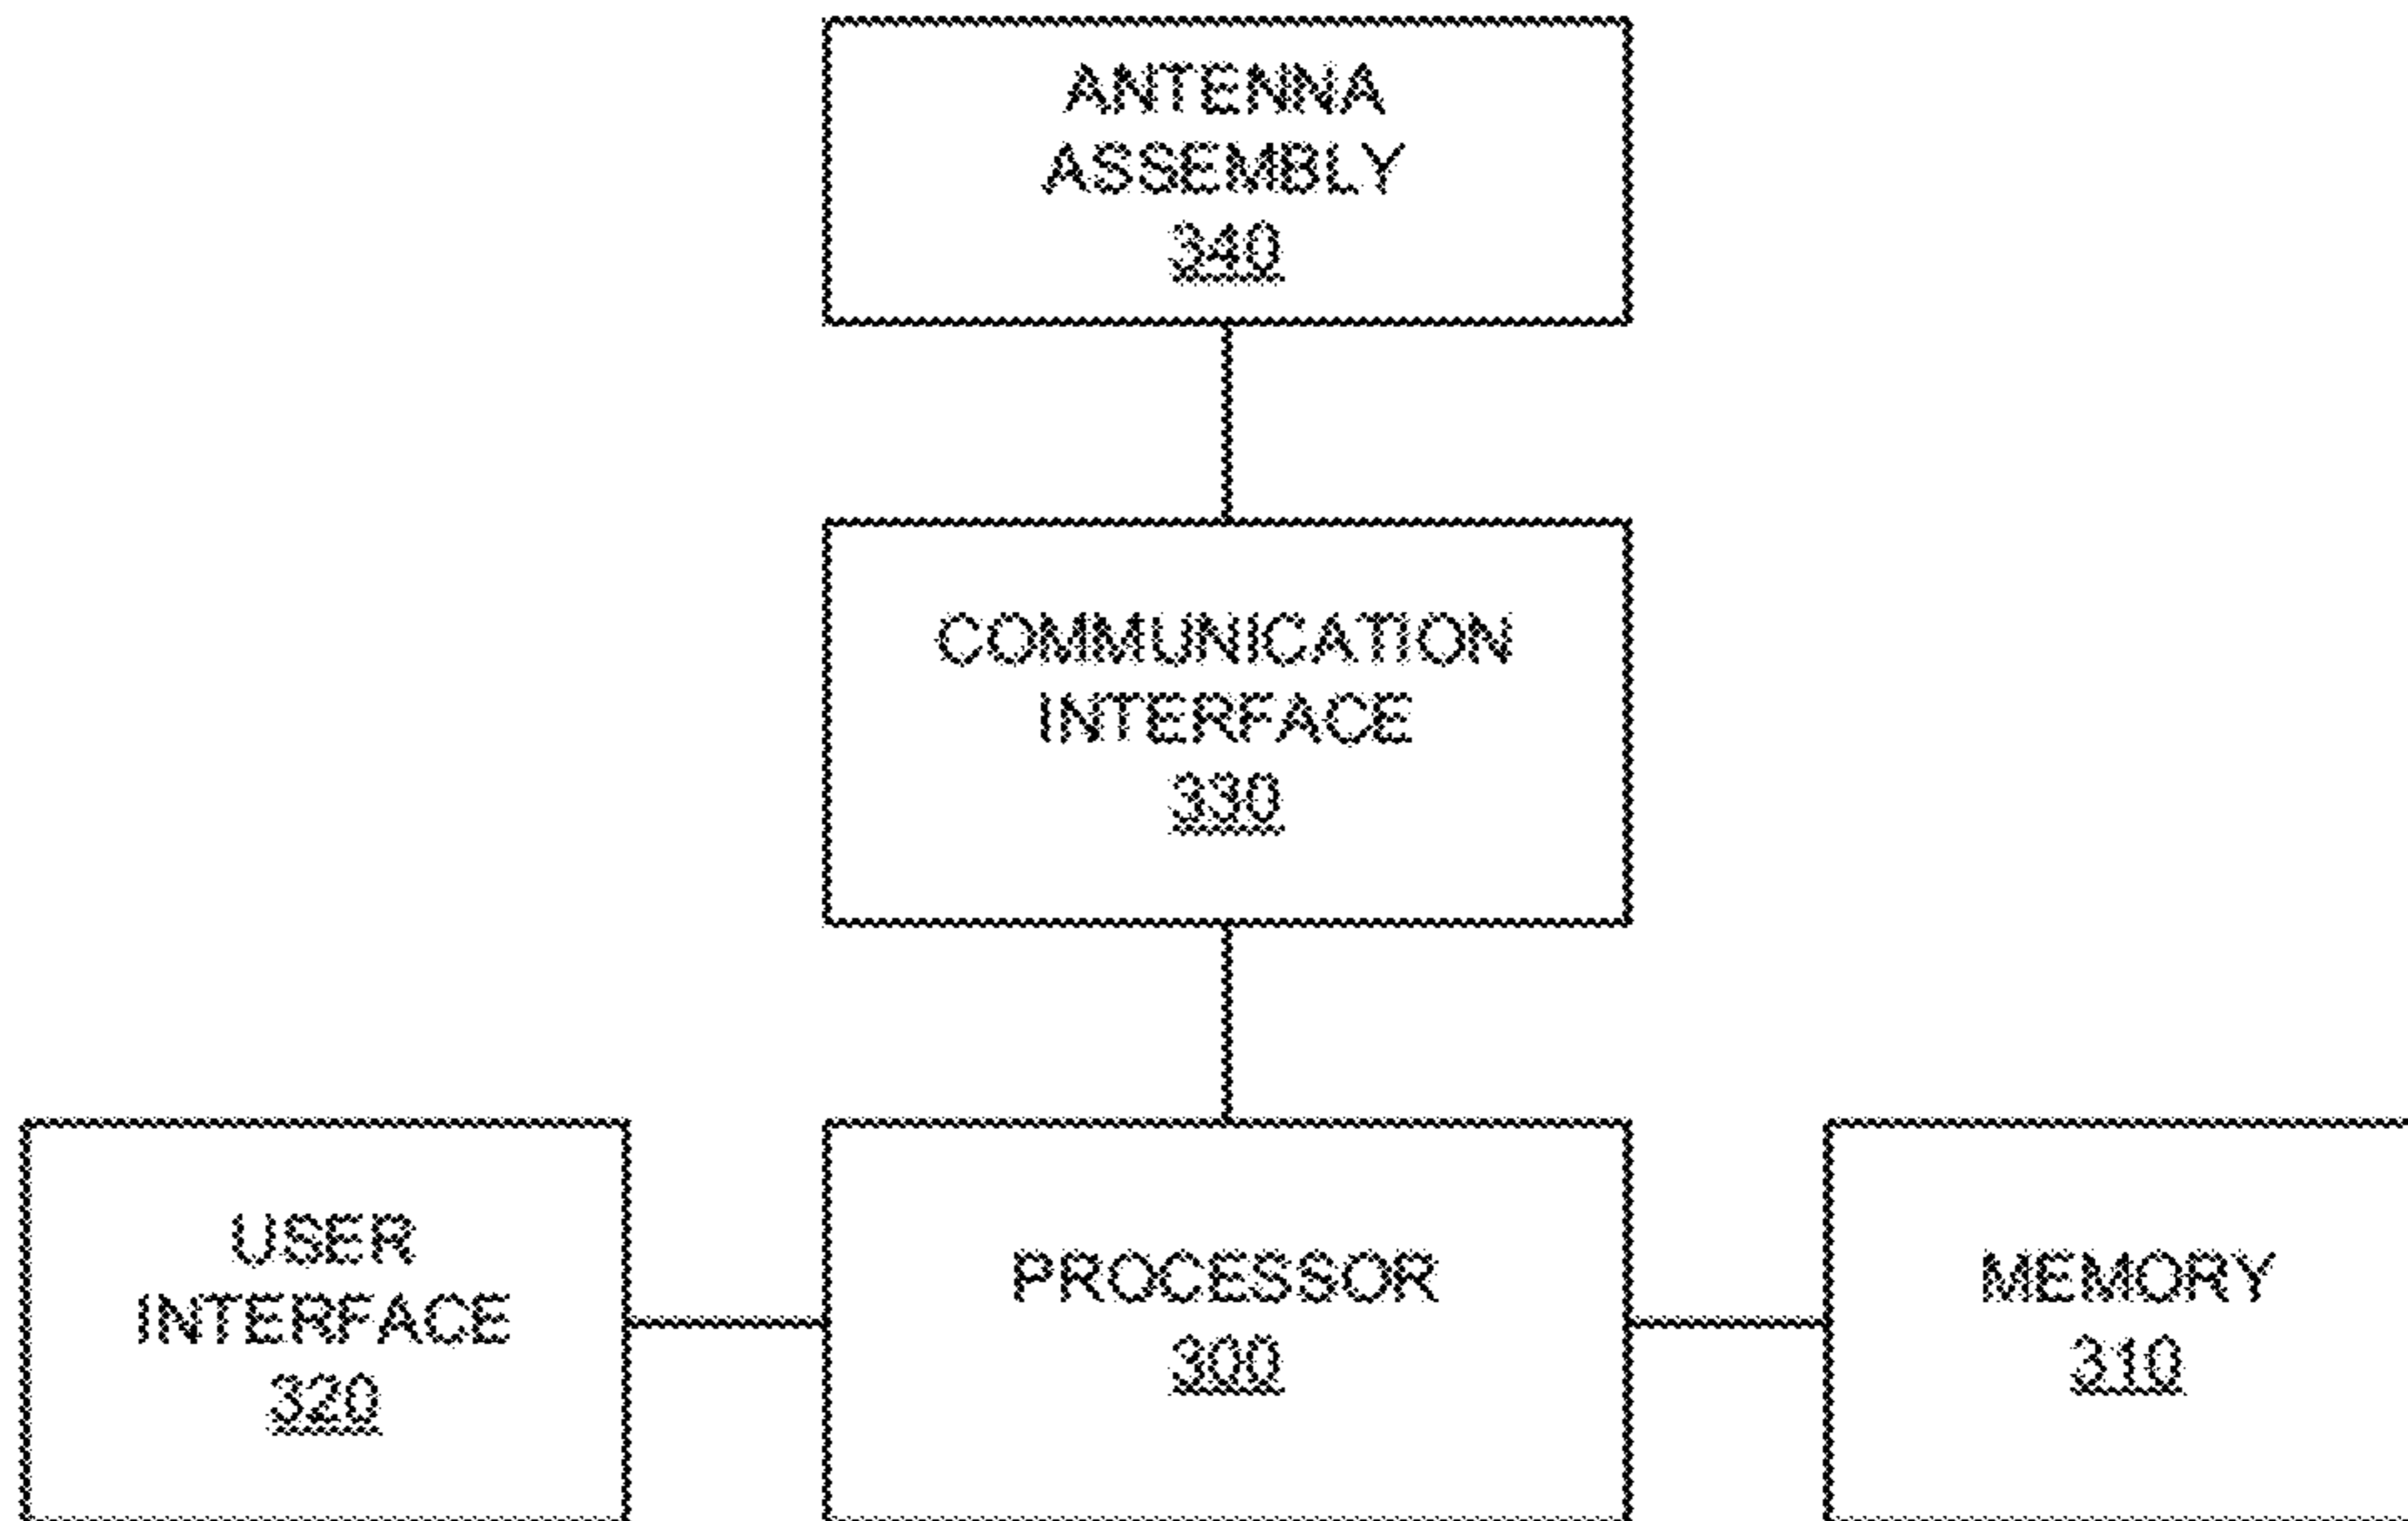 ANTENNA
ASSEMBLY
340
COMMUNICATION
INTERFACE
330
USER
INTERFACE
320
PROCESSOR
300
MEMORY
310